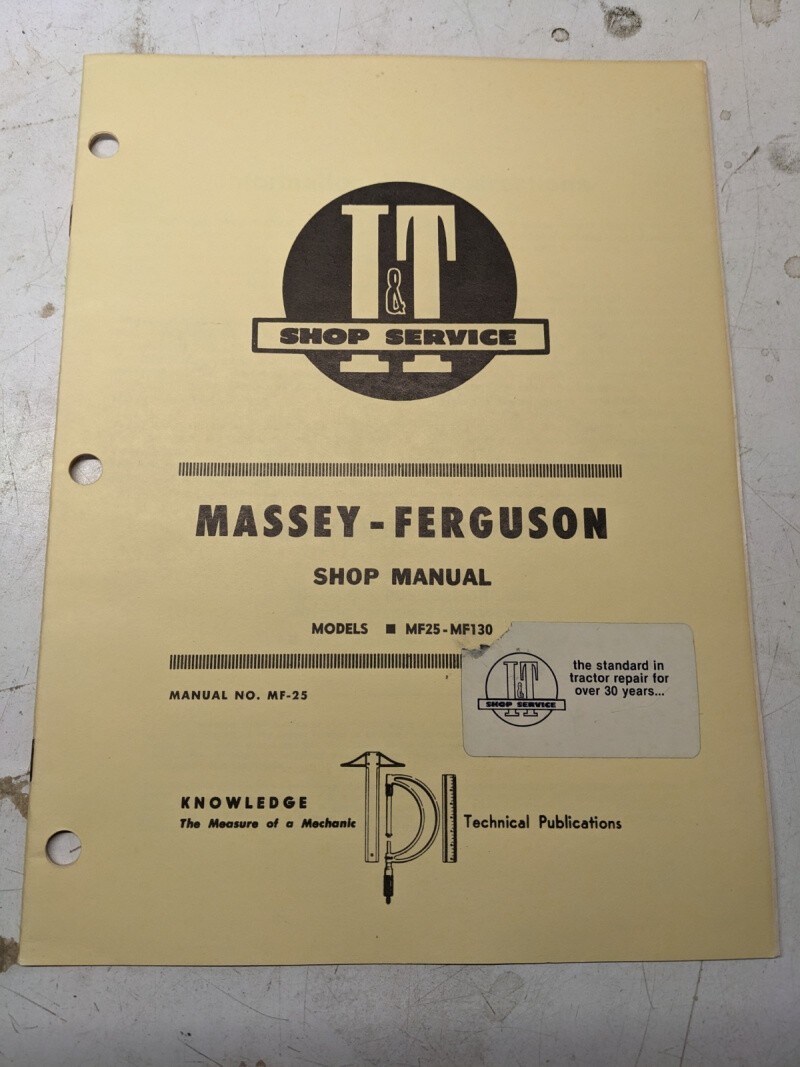 I&T
SHOP SERVICE
MASSEY-FERGUSON
SHOP MANUAL
MODELS ■ MF25-MF130
MANUAL NO. MF-25
I&T
SHOP SERVICE
the standard in
tractor repair for
over 30 years...
KNOWLEDGE
The Measure of a Mechanic
TDI
Technical Publications